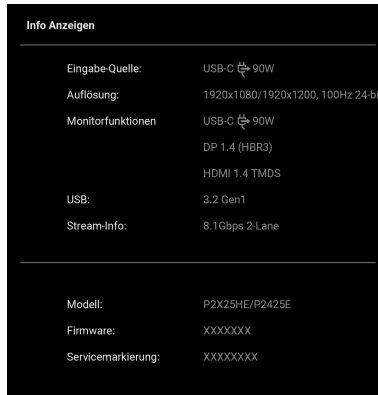 Info Anzeigen
Eingabe-Quelle: USB-C 90W
Auflösung: 1920x1080/1920x1200, 100Hz 24-bi
Monitorfunktionen USB-C 90W
DP 1.4 (HBR3)
HDMI 1.4 TMDS
USB: 3.2 Gen1
Stream-Info: 8.1Gbps 2-Lane
Modell: P2X25HE/P2425E
Firmware: XXXXXXX
Servicemarkierung: XXXXXXXX